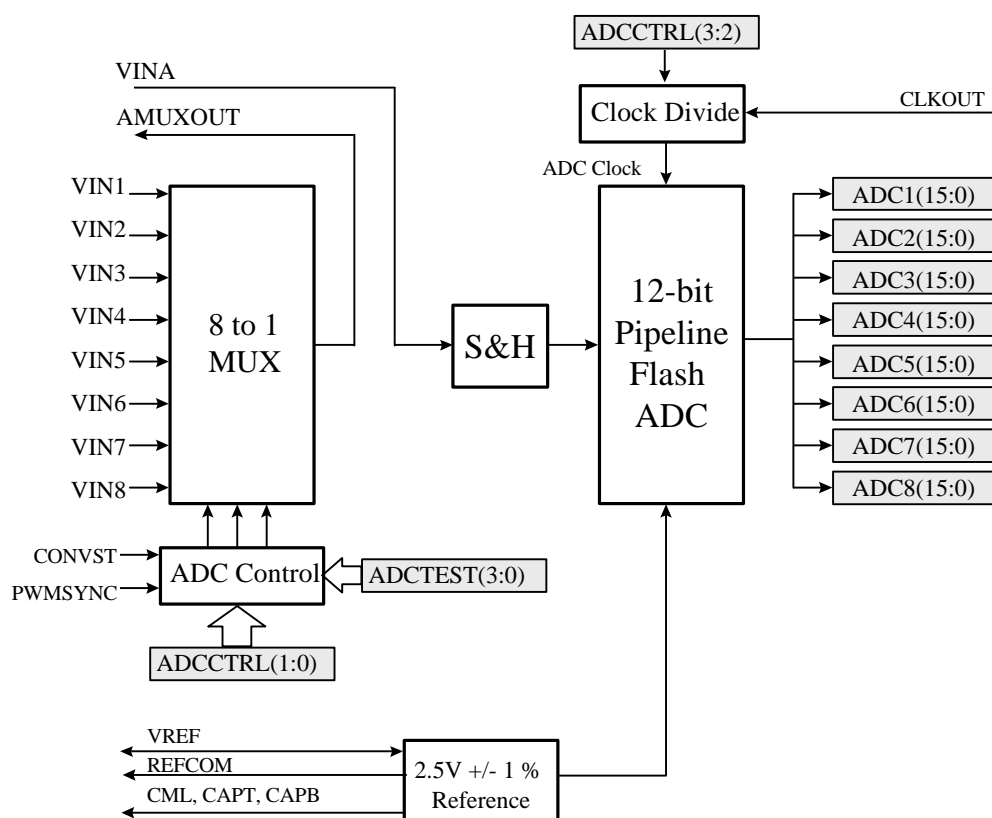 ADCCTRL(3:2)
VINA
CLKOUT
Clock Divide
AMUXOUT
ADC Clock
VIN1
VIN2
VIN3
VIN4
VIN5
VIN6
VIN7
VIN8
8 to 1
MUX
S&H
12-bit
Pipeline
Flash
ADC
ADC1(15:0)
ADC2(15:0)
ADC3(15:0)
ADC4(15:0)
ADC5(15:0)
ADC6(15:0)
ADC7(15:0)
ADC8(15:0)
CONVST
PWMSYNC
ADC Control
ADCTEST(3:0)
ADCCTRL(1:0)
VREF
REFCOM
CML, CAPT, CAPB
2.5V +/- 1 %
Reference